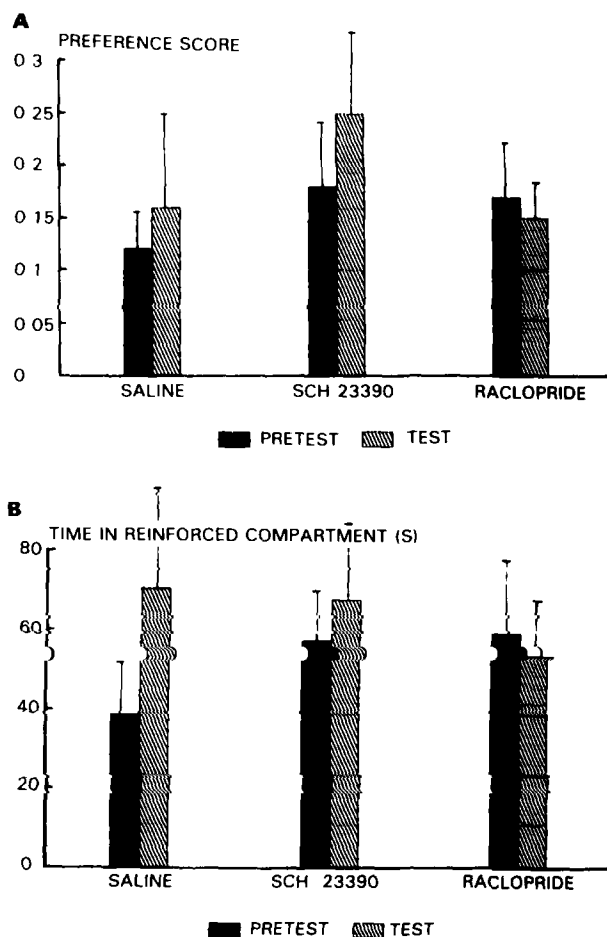 A
PREFERENCE SCORE
0 3
0 25
0 2
0 15
0 1
0 05
0
SALINE SCH 23390 RACLOPRIDE
PRETEST TEST
B
TIME IN REINFORCED COMPARTMENT (S)
80
60
40
20
0
SALINE SCH 23390 RACLOPRIDE
PRETEST TEST